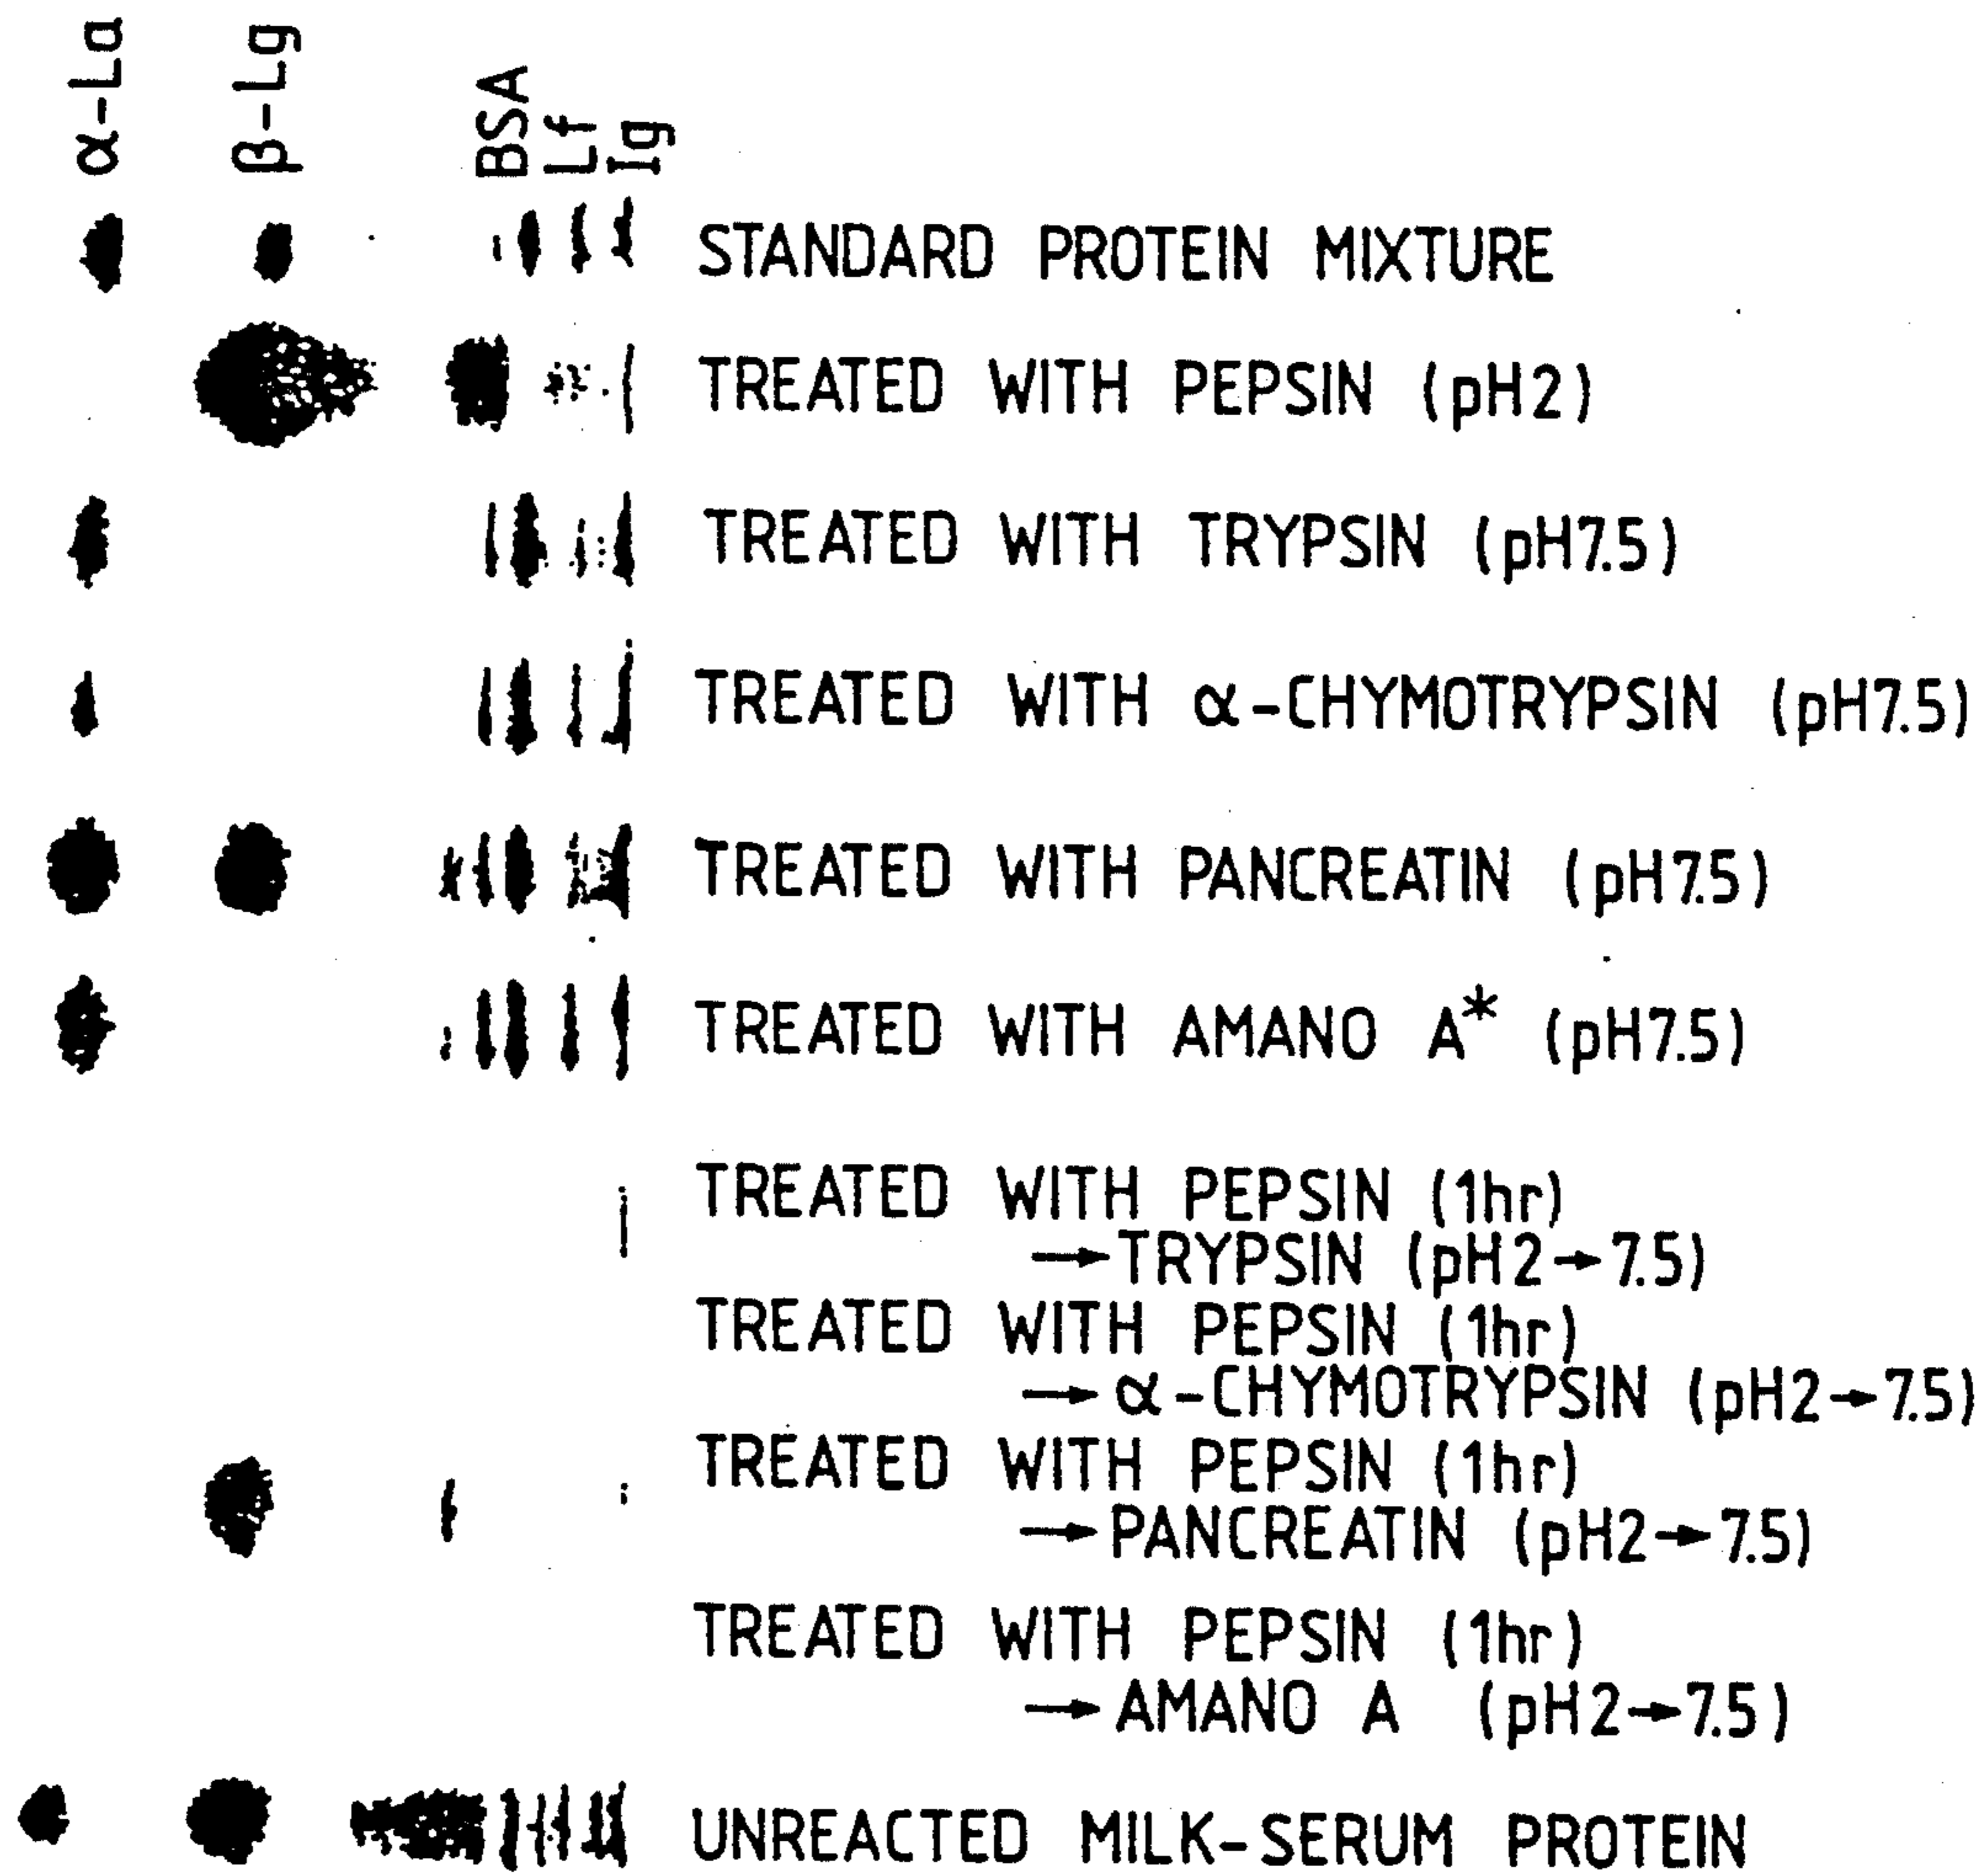 α-La
β-Lg
BSA
Lf
Ig
STANDARD PROTEIN MIXTURE
TREATED WITH PEPSIN (pH2)
TREATED WITH TRYPSIN (pH7.5)
TREATED WITH α-CHYMOTRYPSIN (pH7.5)
TREATED WITH PANCREATIN (pH7.5)
TREATED WITH AMANO A* (pH7.5)
TREATED WITH PEPSIN (1hr)
→TRYPSIN (pH2→7.5)
TREATED WITH PEPSIN (1hr)
→α-CHYMOTRYPSIN (pH2→7.5)
TREATED WITH PEPSIN (1hr)
→PANCREATIN (pH2→7.5)
TREATED WITH PEPSIN (1hr)
→AMANO A (pH2→7.5)
UNREACTED MILK-SERUM PROTEIN